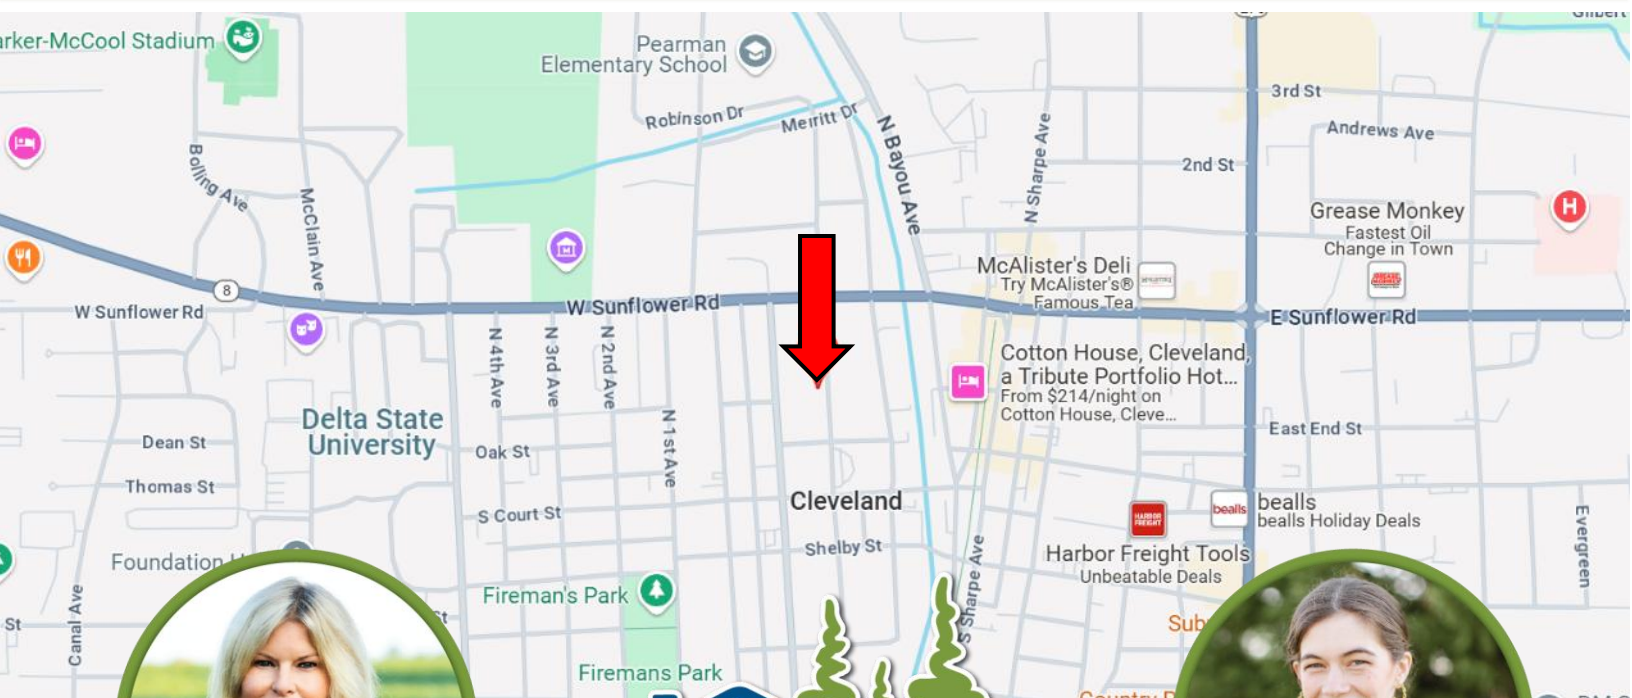 arker-McCool Stadium
Pearman
Elementary School
Robinson Dr
Merritt Dr
N Bayou Ave
N Sharpe Ave
3rd St
Andrews Ave
2nd St
Bolling Ave
McClain Ave
Grease Monkey
Fastest Oil
Change in Town
H
McAlister's Deli
Try McAlister's®
Famous Tea
8
W Sunflower Rd
W Sunflower Rd
E Sunflower Rd
N 4th Ave
N 3rd Ave
N 2nd Ave
N 1st Ave
Cotton House, Cleveland,
a Tribute Portfolio Hot...
From $214/night on
Cotton House, Cleve...
Delta State
University
Dean St
Oak St
East End St
Thomas St
S Court St
Cleveland
HARBOR
FREIGHT
bealls
bealls
bealls Holiday Deals
Evergreen
Shelby St
Harbor Freight Tools
Unbeatable Deals
Foundation
Fireman's Park
S Sharpe Ave
Canal Ave
St
St
Sub
Firemans Park